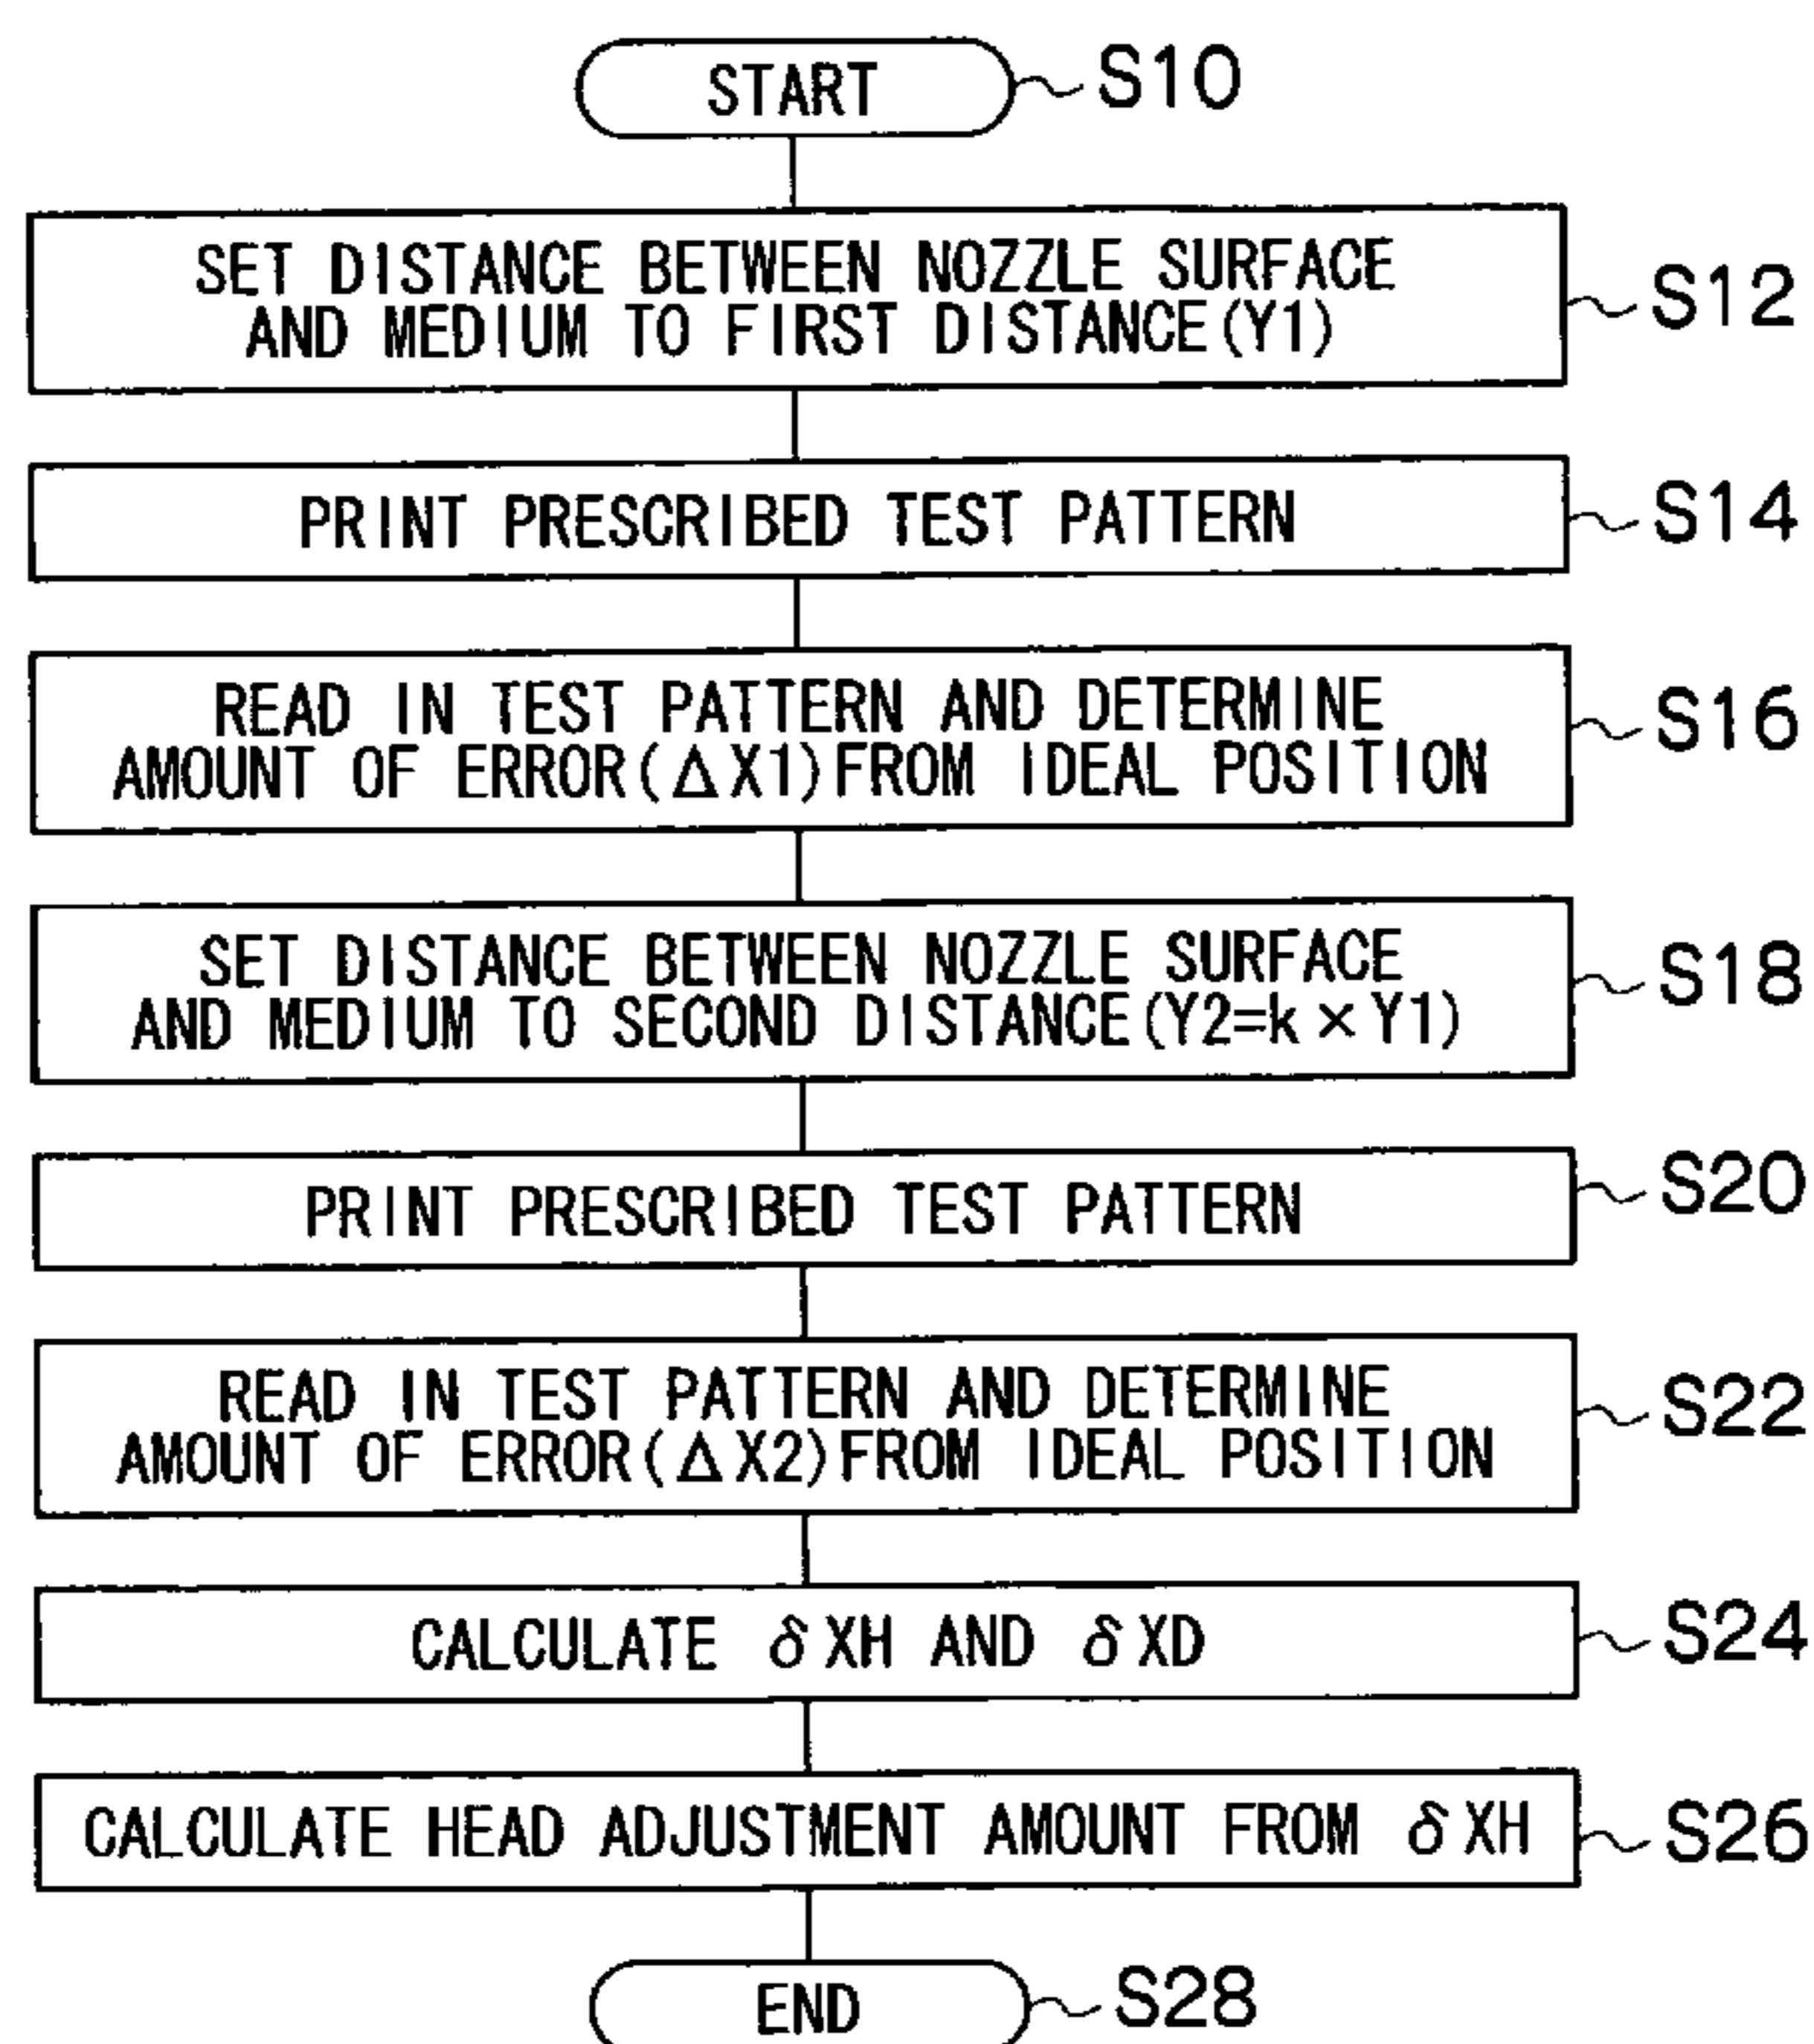 START
S10
SET DISTANCE BETWEEN NOZZLE SURFACE
AND MEDIUM TO FIRST DISTANCE(Y1)
S12
PRINT PRESCRIBED TEST PATTERN
S14
READ IN TEST PATTERN AND DETERMINE
AMOUNT OF ERROR(ΔX1)FROM IDEAL POSITION
S16
SET DISTANCE BETWEEN NOZZLE SURFACE
AND MEDIUM TO SECOND DISTANCE(Y2=k×Y1)
S18
PRINT PRESCRIBED TEST PATTERN
S20
READ IN TEST PATTERN AND DETERMINE
AMOUNT OF ERROR(ΔX2)FROM IDEAL POSITION
S22
CALCULATE δXH AND δXD
S24
CALCULATE HEAD ADJUSTMENT AMOUNT FROM δXH
S26
END
S28